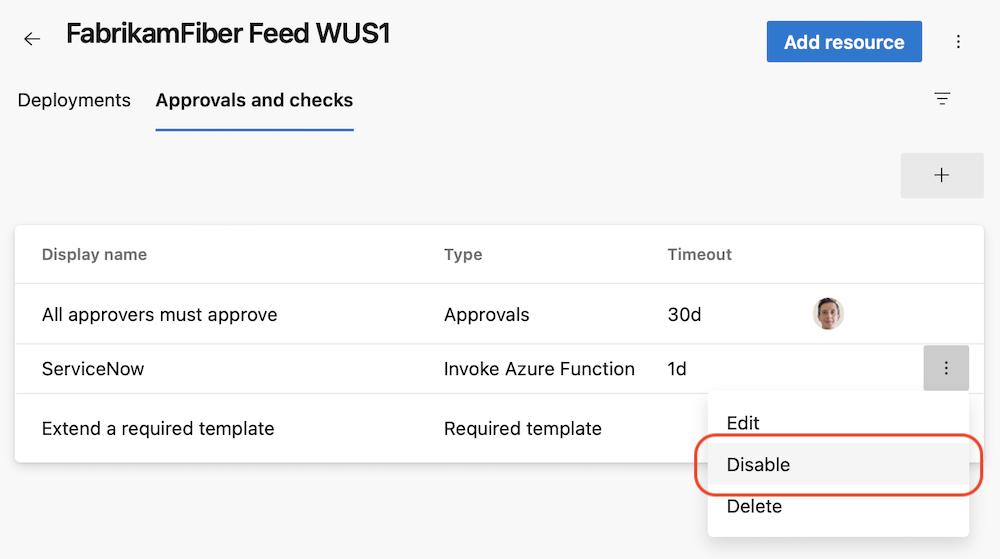 FabrikamFiber Feed WUS1
Add resource
Deployments Approvals and checks
Display name Type Timeout
All approvers must approve Approvals 30d
ServiceNow Invoke Azure Function 1d
Extend a required template Required template
Edit
Disable
Delete